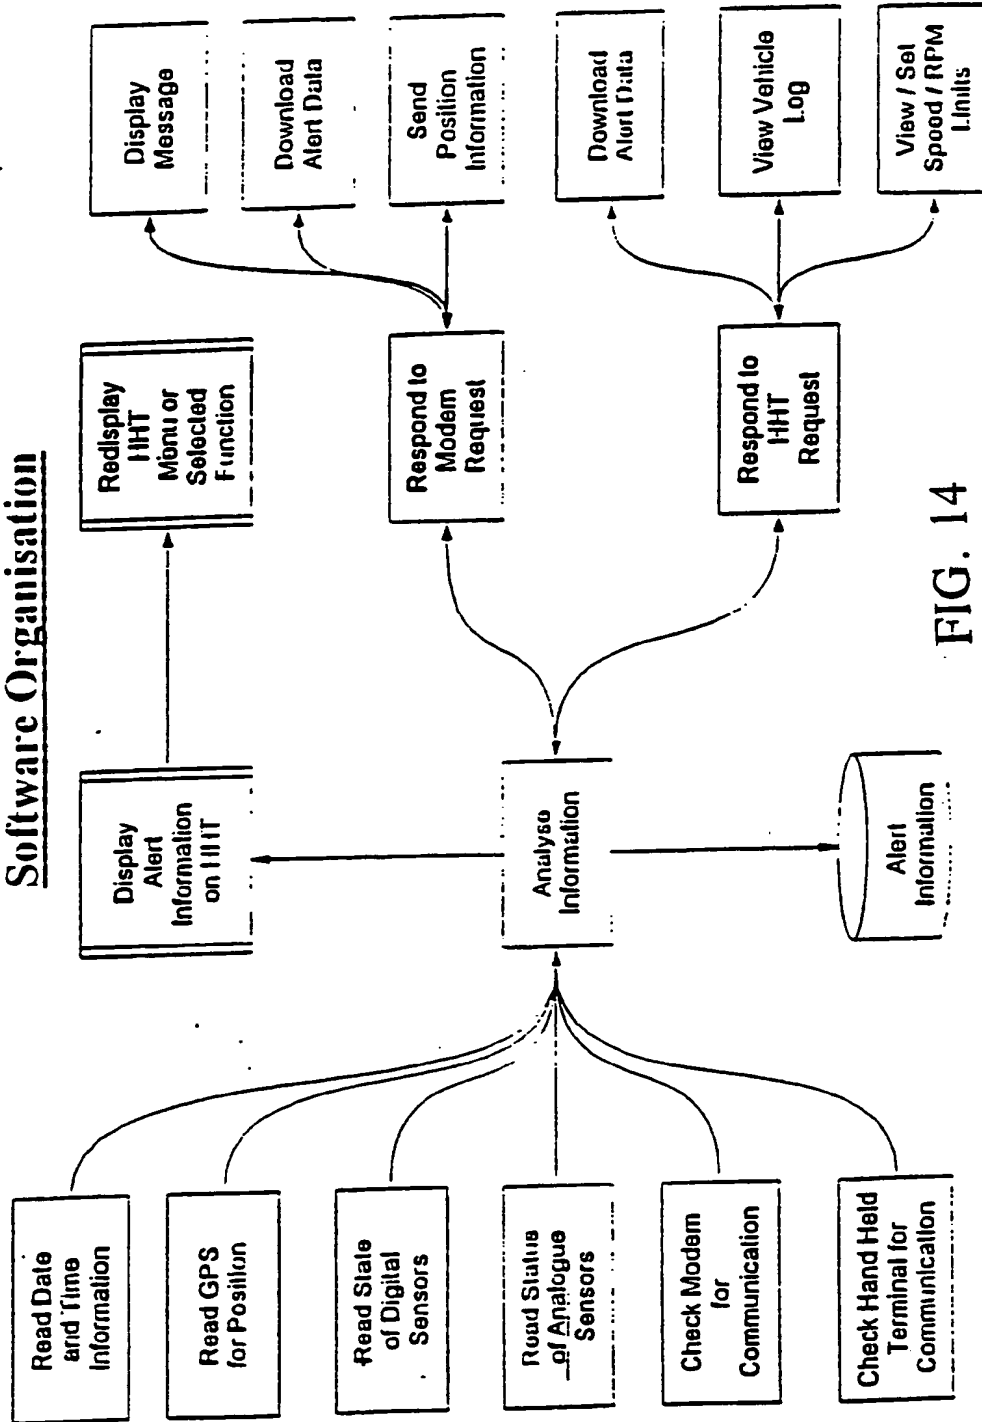 Software Organisation
Read Date
and Time
Information
Read GPS
for Position
Read State
of Digital
Sensors
Read Status
of Analogue
Sensors
Check Modem
for
Communication
Check Hand Held
Terminal for
Communication
Display
Alert
Information
on HHT
Analyse
Information
Alert
Information
Redisplay
HHT
Menu or
Selected
Function
Respond to
Modem
Request
Respond to
HHT
Request
Display
Message
Download
Alert Data
Send
Position
Information
Download
Alert Data
View Vehicle
Log
View / Set
Speed / RPM
Limits
FIG. 14